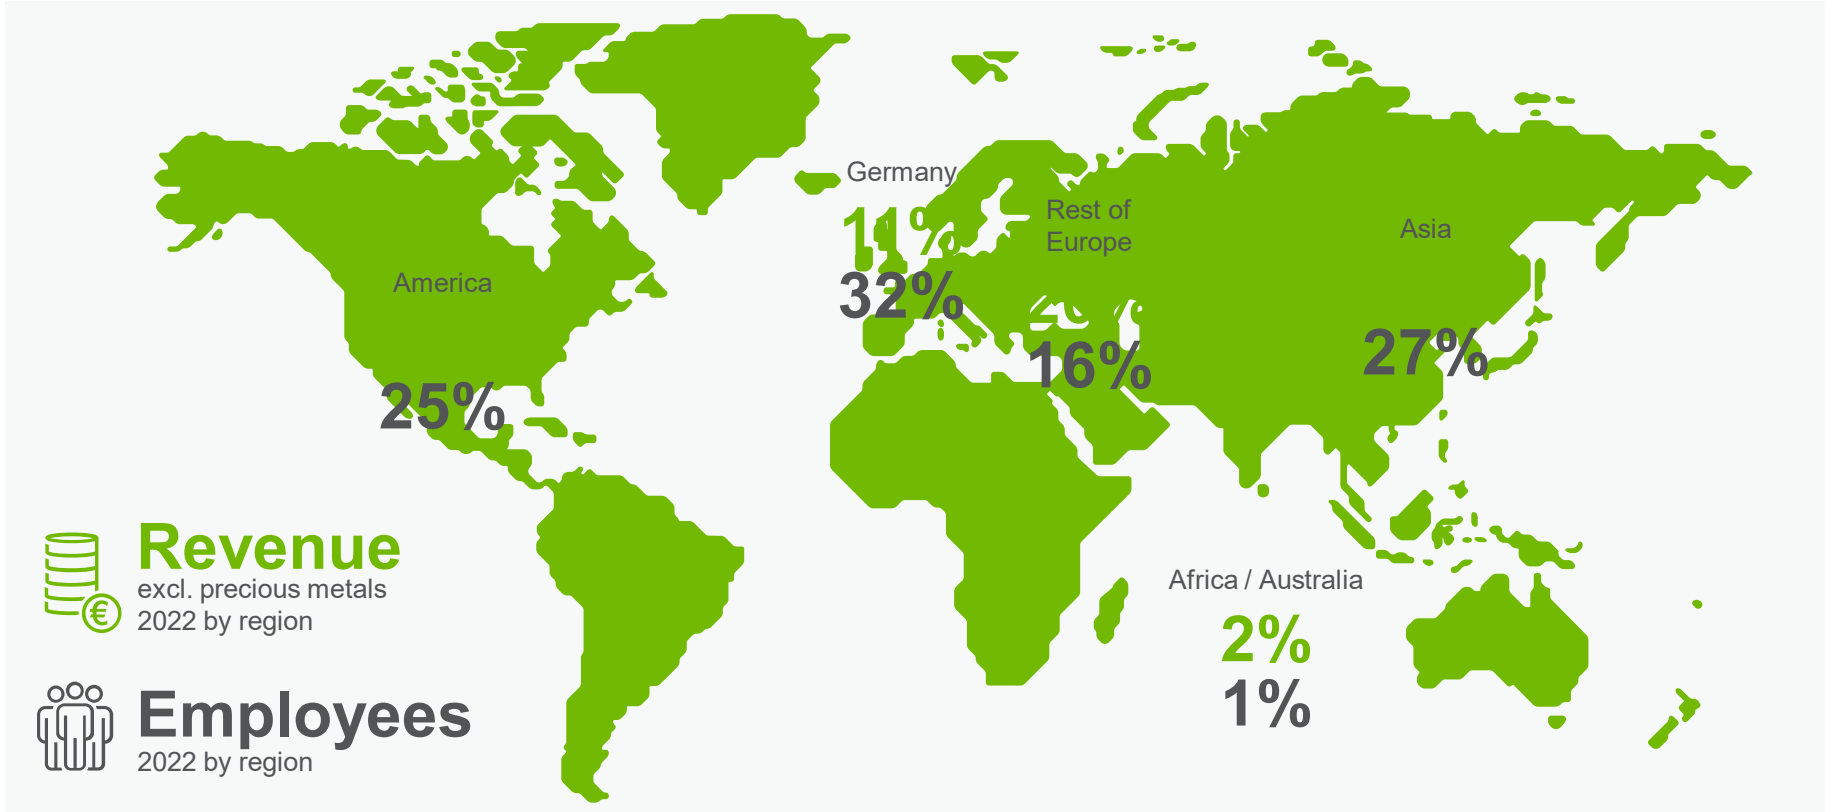 Germany
11%
32%
Rest of
Europe
16%
Asia
27%
America
25%
Revenue
excl. precious metals
2022 by region
€
Africa / Australia
2%
1%
Employees
2022 by region